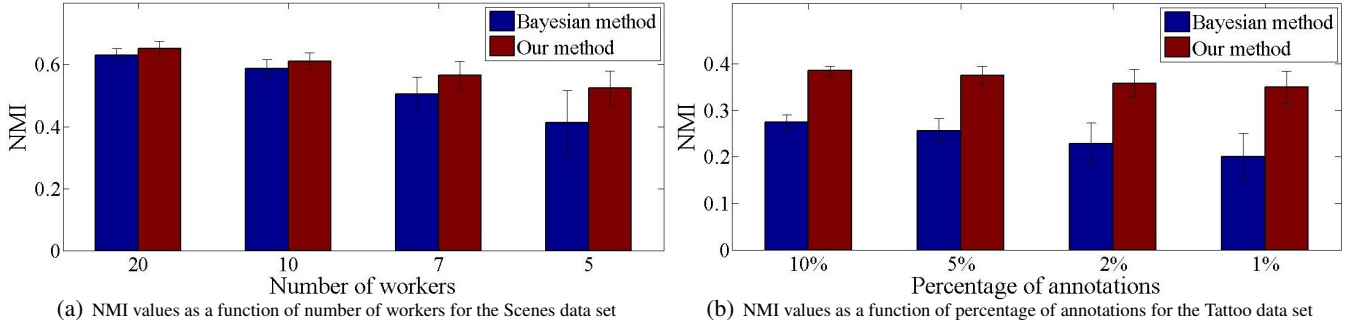 Bayesian method
Our method
0.6
0.4
0.2
0
NMI
20 10 7 5
Number of workers
(a) NMI values as a function of number of workers for the Scenes data set
Bayesian method
Our method
0.4
0.3
0.2
0.1
0
NMI
10% 5% 2% 1%
Percentage of annotations
(b) NMI values as a function of percentage of annotations for the Tattoo data set